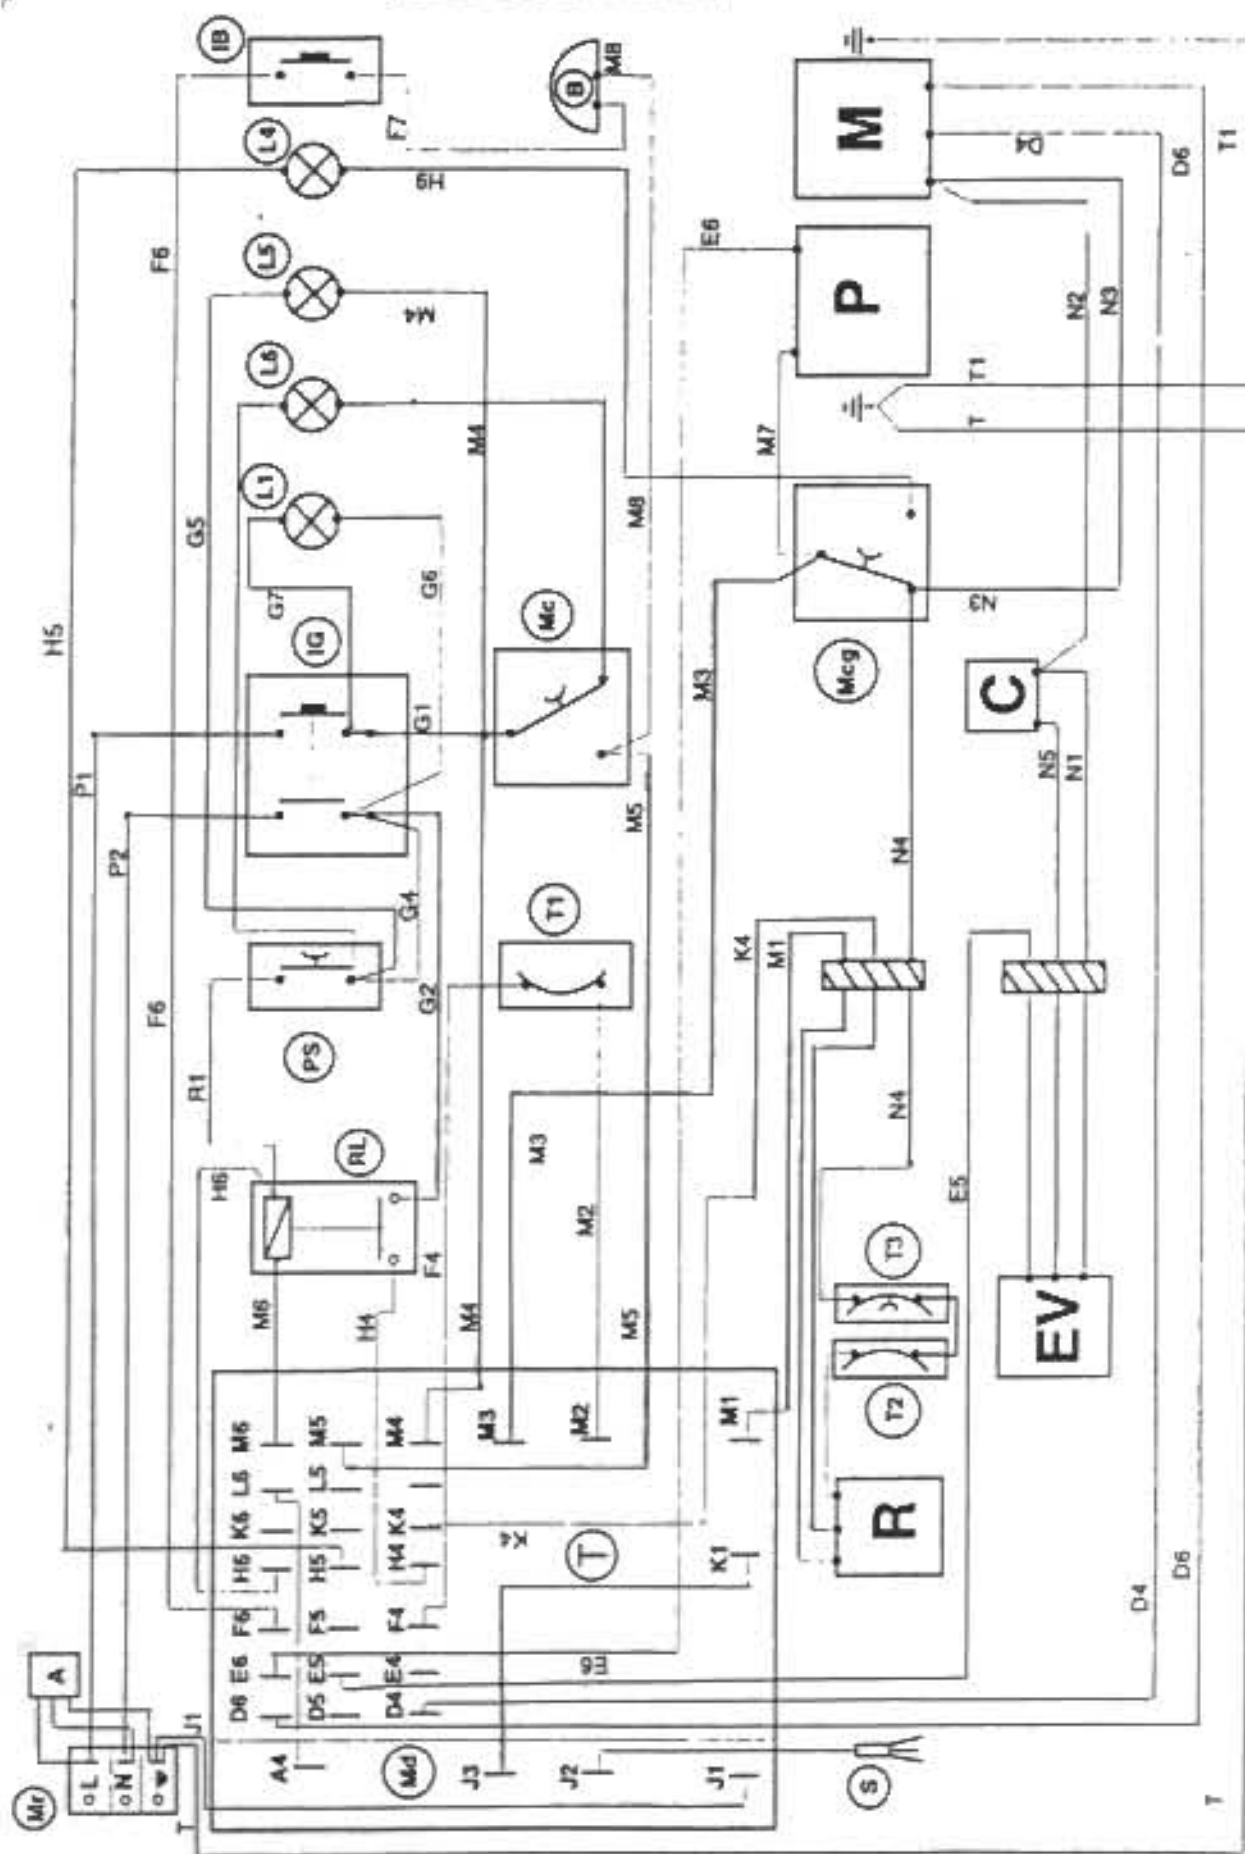 IB
L4
L5
L6
L1
B
M8
F7
H9
F6
M4
G5
G7
G6
M4
M8
H5
P1
P2
IG
G1
Mc
M5
E6
M
P
D4
D6
T1
N2
N3
M7
T
T1
M3
Mcg
N3
C
N5
N1
N4
K4
M1
T1
G4
G2
PS
R1
F6
H6
RL
F4
M6
H4
M4
M3
M2
M5
N4
E5
T3
T2
EV
R
M6
L6
K6
H6
F6
E6
D6
M5
L5
K5
H5
F5
E5
D5
M4
K4
H4
F4
E4
D4
M3
M2
M1
K4
T
K1
E6
A4
Md
J3
J2
J1
S
D4
D6
T
A
Mr
L
N
J1
T